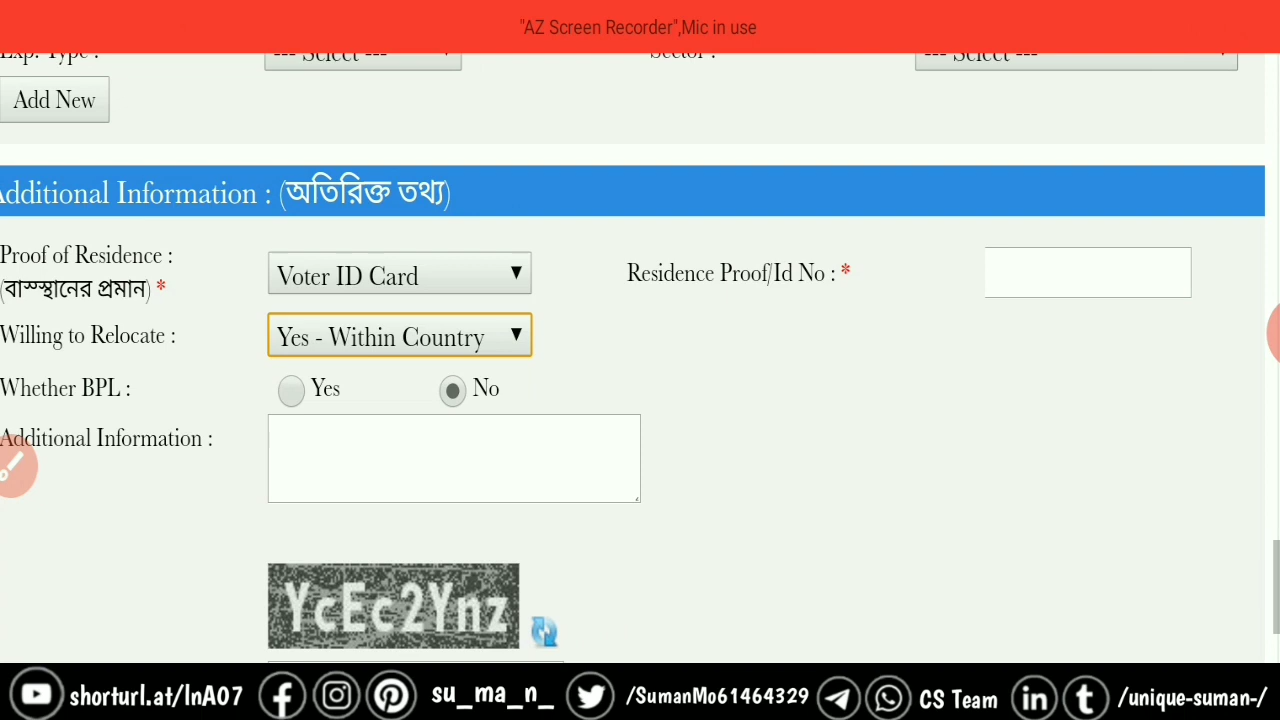 "AZ Screen Recorder",Mic in use
Exp. Type : --- Select --- Sector : --- Select ---
Add New
Additional Information : (অতিরিক্ত তথ্য)
Proof of Residence :
(বাস্স্থানের প্রমান) * Voter ID Card Residence Proof/Id No : *
Willing to Relocate : Yes - Within Country
Whether BPL : Yes No
Additional Information :
YcEc2Ynz
shorturl.at/lnA07 su_ma_n_ /SumanMo61464329 CS Team /unique-suman-/